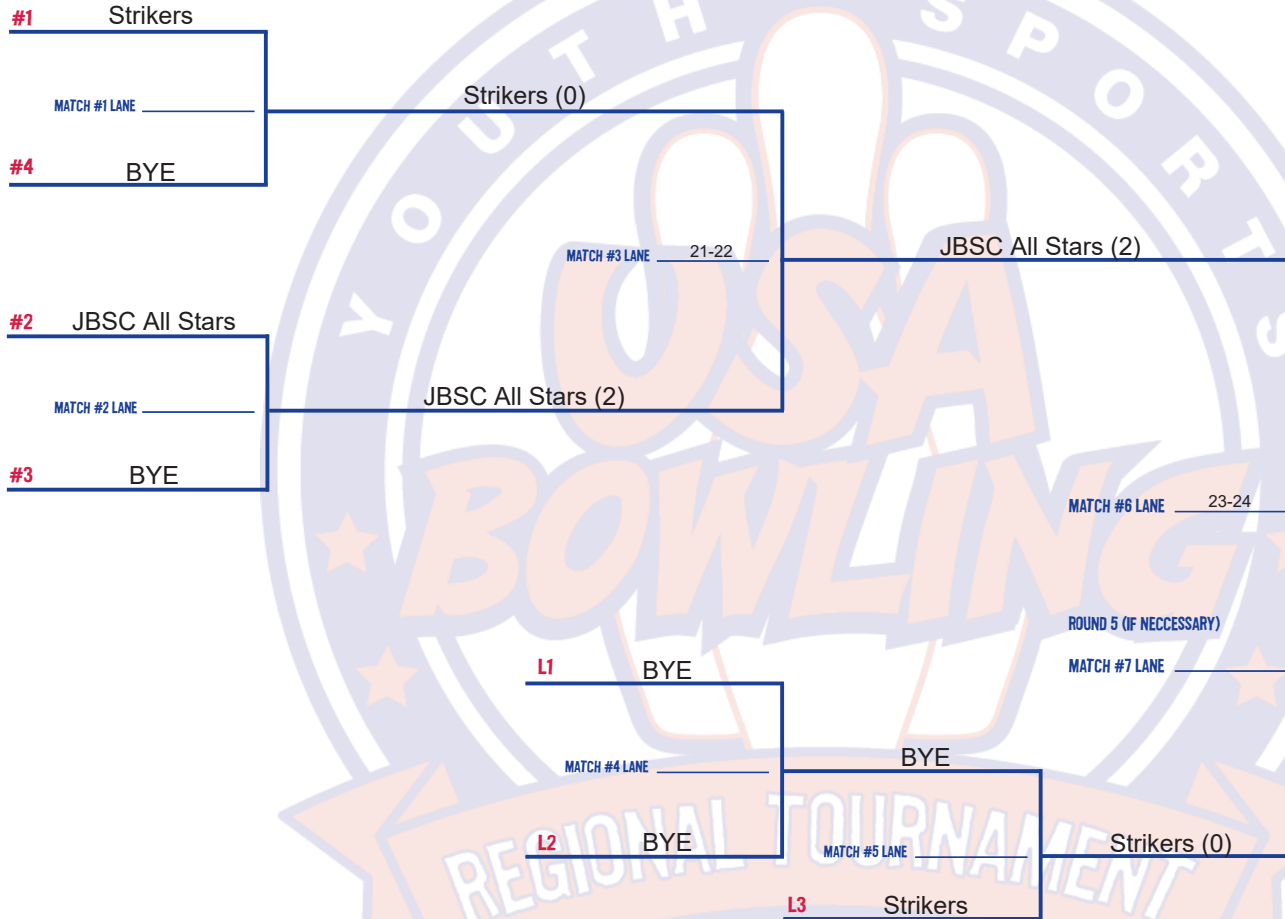 #1 Strikers
MATCH #1 LANE
Strikers (0)
#4 BYE
MATCH #3 LANE 21-22
JBSC All Stars (2)
#2 JBSC All Stars
MATCH #2 LANE
JBSC All Stars (2)
#3 BYE
MATCH #6 LANE 23-24
ROUND 5 (IF NECCESSARY)
MATCH #7 LANE
L1 BYE
MATCH #4 LANE
BYE
L2 BYE
MATCH #5 LANE
Strikers (0)
L3 Strikers
YOUTH SPORTS
USA
BOWLING
REGIONAL TOURNAMENT